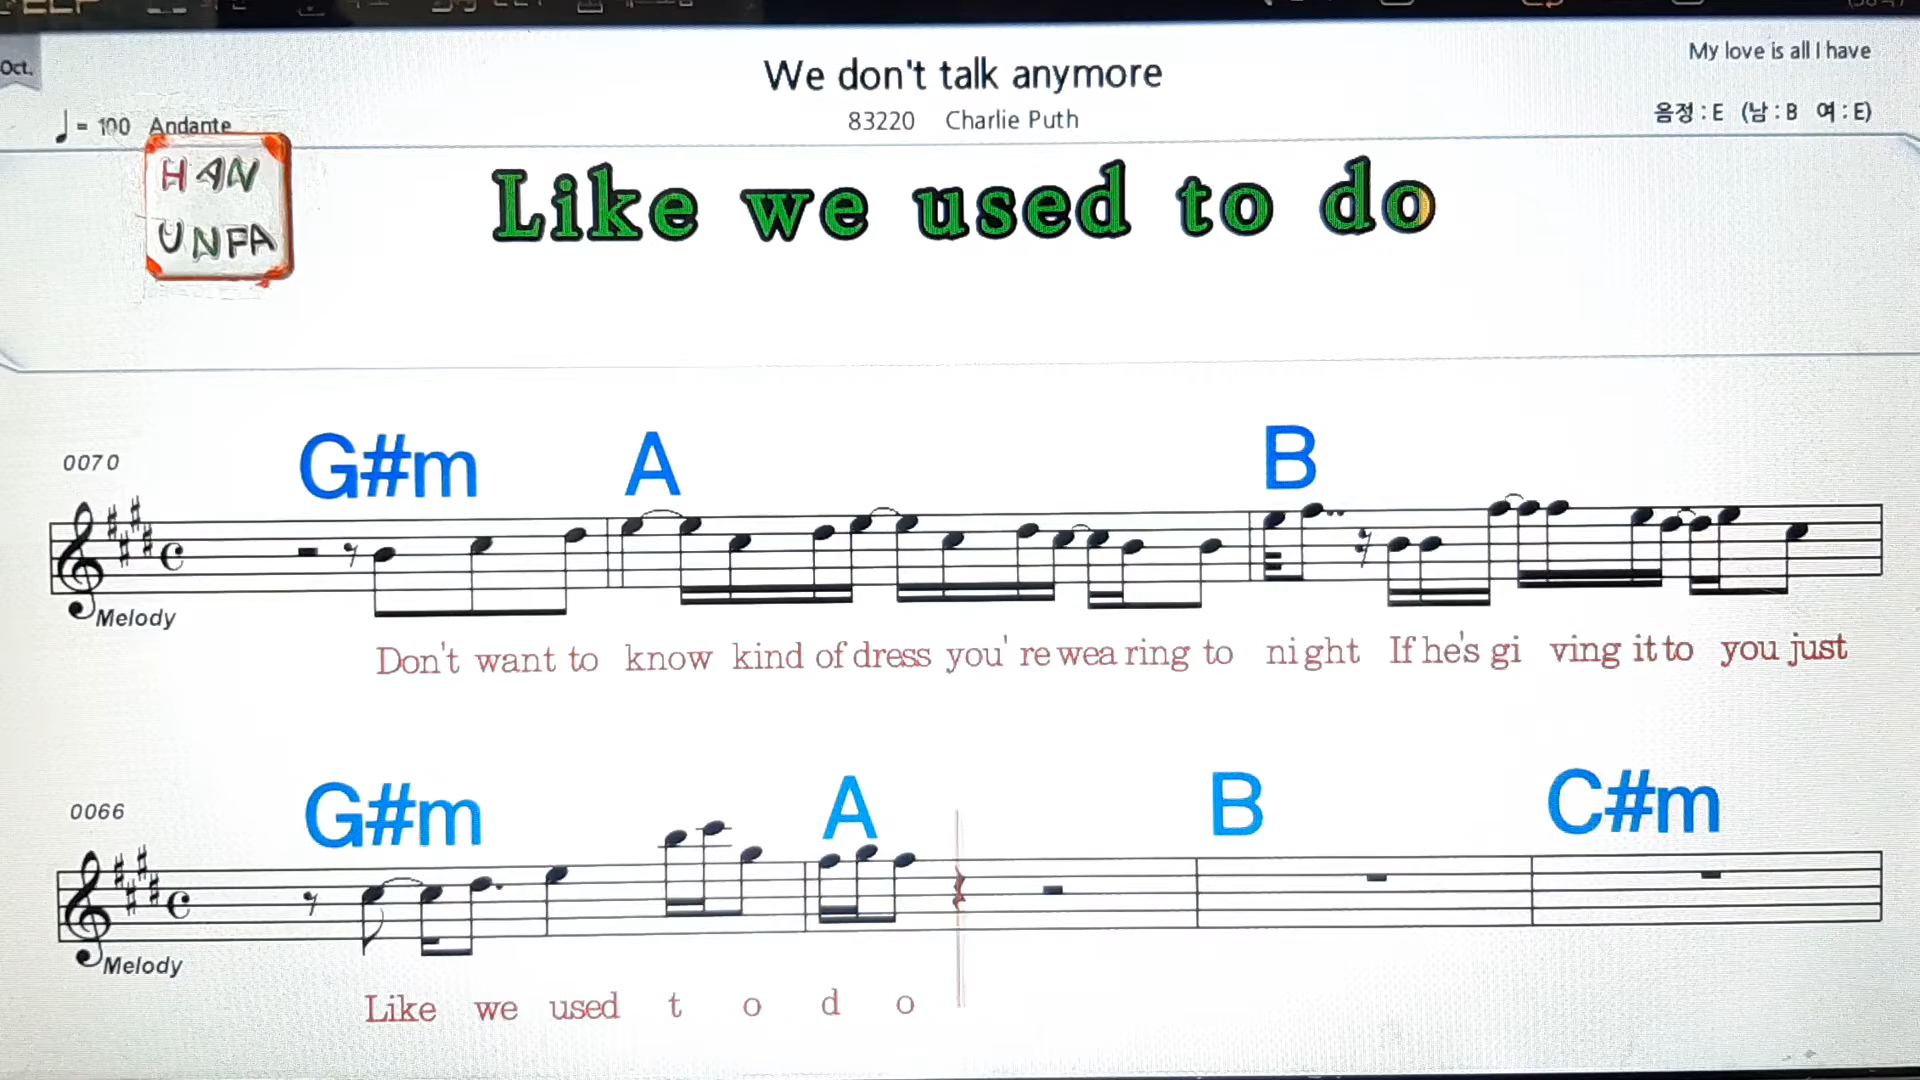 Oct.
We don't talk anymore
My love is all I have
83220 Charlie Puth
음정 : E (남 : B 여 : E)
= 100 Andante
HAN
UNFA
Like we used to do
0070
G#m A B
Melody
Don't want to know kind of dress you' re wea ring to night If he's gi ving it to you just
0066
G#m A B C#m
Melody
Like we used t o d o